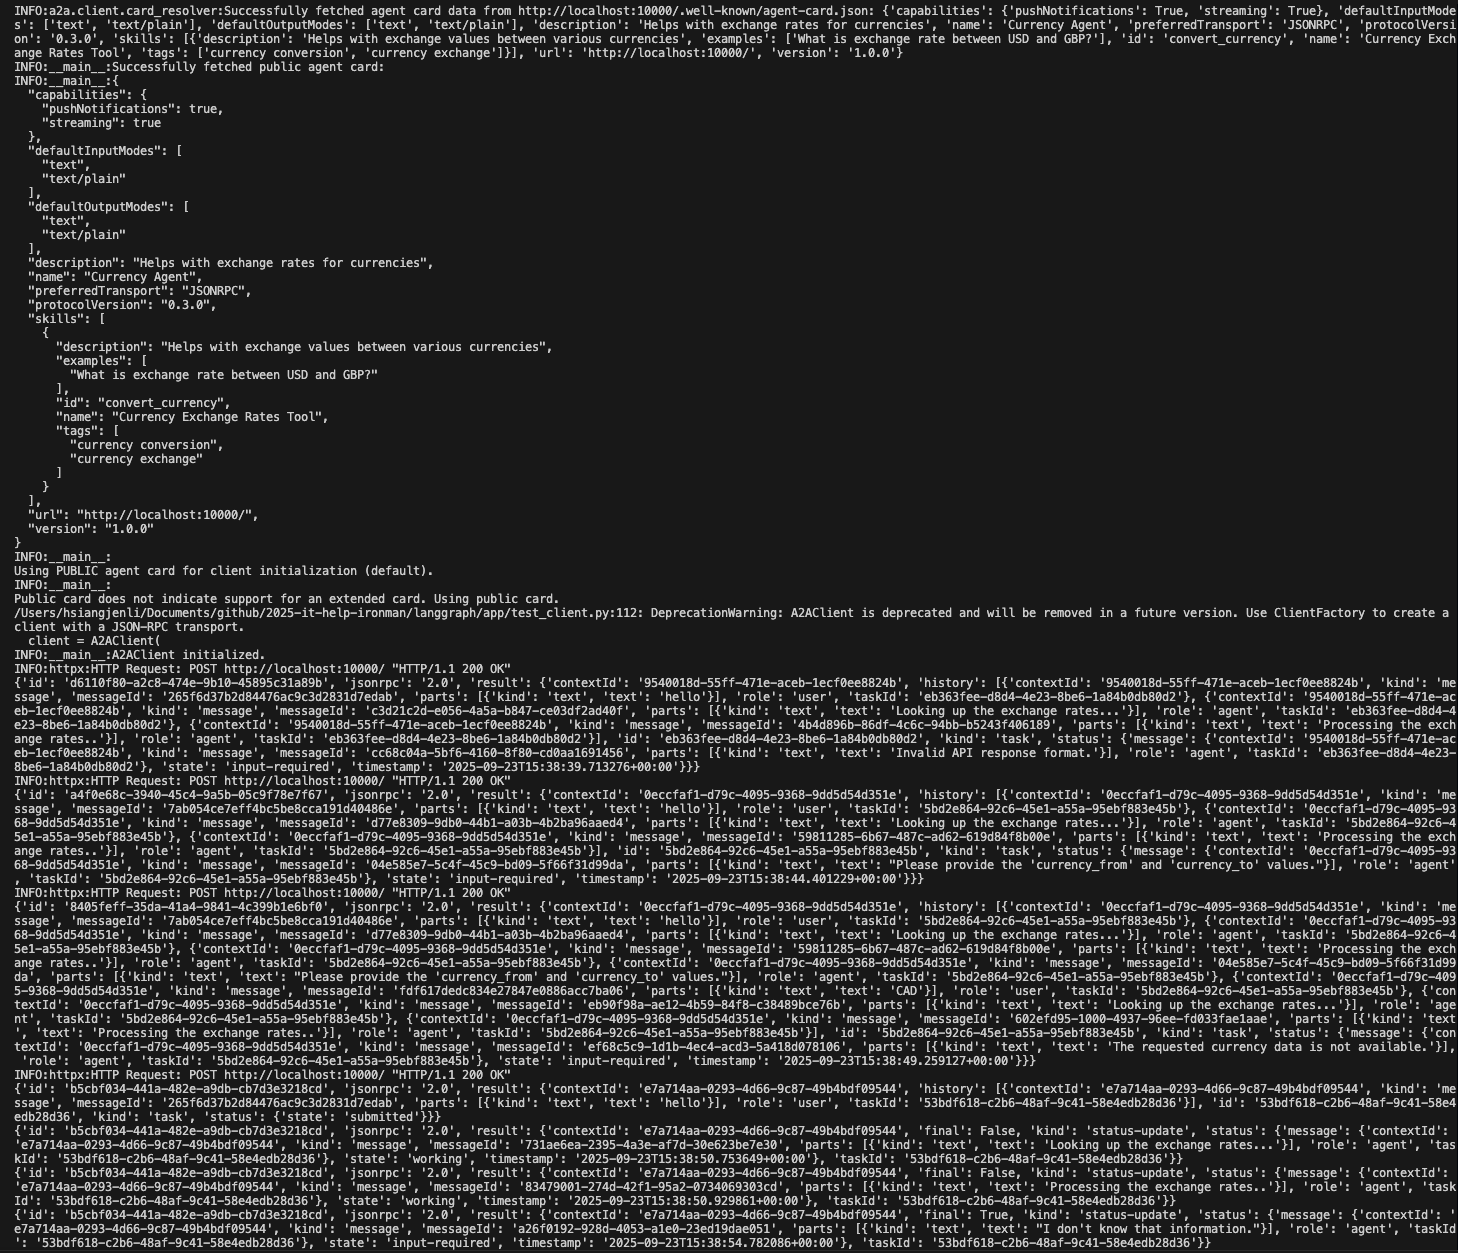 INFO:a2a.client.card_resolver:Successfully fetched agent card data from http://localhost:10000/.well-known/agent-card.json: {'capabilities': {'pushNotifications': True, 'streaming': True}, 'defaultInputMode
s': ['text', 'text/plain'], 'defaultOutputModes': ['text', 'text/plain'], 'description': 'Helps with exchange rates for currencies', 'name': 'Currency Agent', 'preferredTransport': 'JSONRPC', 'protocolVersi
on': '0.3.0', 'skills': [{'description': 'Helps with exchange values between various currencies', 'examples': ['What is exchange rate between USD and GBP?'], 'id': 'convert_currency', 'name': 'Currency Exch
ange Rates Tool', 'tags': ['currency conversion', 'currency exchange']}], 'url': 'http://localhost:10000/', 'version': '1.0.0'}
INFO:__main__:Successfully fetched public agent card:
INFO:__main__:{
  "capabilities": {
    "pushNotifications": true,
    "streaming": true
  },
  "defaultInputModes": [
    "text",
    "text/plain"
  ],
  "defaultOutputModes": [
    "text",
    "text/plain"
  ],
  "description": "Helps with exchange rates for currencies",
  "name": "Currency Agent",
  "preferredTransport": "JSONRPC",
  "protocolVersion": "0.3.0",
  "skills": [
    {
      "description": "Helps with exchange values between various currencies",
      "examples": [
        "What is exchange rate between USD and GBP?"
      ],
      "id": "convert_currency",
      "name": "Currency Exchange Rates Tool",
      "tags": [
        "currency conversion",
        "currency exchange"
      ]
    }
  ],
  "url": "http://localhost:10000/",
  "version": "1.0.0"
}
INFO:__main__:
Using PUBLIC agent card for client initialization (default).
INFO:__main__:
Public card does not indicate support for an extended card. Using public card.
/Users/hsiangjenli/Documents/github/2025-it-help-ironman/langgraph/app/test_client.py:112: DeprecationWarning: A2AClient is deprecated and will be removed in a future version. Use ClientFactory to create a
client with a JSON-RPC transport.
  client = A2AClient(
INFO:__main__:A2AClient initialized.
INFO:httpx:HTTP Request: POST http://localhost:10000/ "HTTP/1.1 200 OK"
{'id': 'd6110f80-a2c8-474e-9b10-45895c31a89b', 'jsonrpc': '2.0', 'result': {'contextId': '9540018d-55ff-471e-aceb-1ecf0ee8824b', 'history': [{'contextId': '9540018d-55ff-471e-aceb-1ecf0ee8824b', 'kind': 'me
ssage', 'messageId': '265f6d37b2d84476ac9c3d2831d7edab', 'parts': [{'kind': 'text', 'text': 'hello'}], 'role': 'user', 'taskId': 'eb363fee-d8d4-4e23-8be6-1a84b0db80d2'}, {'contextId': '9540018d-55ff-471e-ac
eb-1ecf0ee8824b', 'kind': 'message', 'messageId': 'c3d21c2d-e056-4a5a-b847-ce03df2ad40f', 'parts': [{'kind': 'text', 'text': 'Looking up the exchange rates...'}], 'role': 'agent', 'taskId': 'eb363fee-d8d4-4
e23-8be6-1a84b0db80d2'}, {'contextId': '9540018d-55ff-471e-aceb-1ecf0ee8824b', 'kind': 'message', 'messageId': '4b4d896b-86df-4c6c-94bb-b5243f406189', 'parts': [{'kind': 'text', 'text': 'Processing the exch
ange rates..'}], 'role': 'agent', 'taskId': 'eb363fee-d8d4-4e23-8be6-1a84b0db80d2'}], 'id': 'eb363fee-d8d4-4e23-8be6-1a84b0db80d2', 'kind': 'task', 'status': {'message': {'contextId': '9540018d-55ff-471e-ac
eb-1ecf0ee8824b', 'kind': 'message', 'messageId': 'cc68c04a-5bf6-4160-8f80-cd0aa1691456', 'parts': [{'kind': 'text', 'text': 'Invalid API response format.'}], 'role': 'agent', 'taskId': 'eb363fee-d8d4-4e23-
8be6-1a84b0db80d2'}, 'state': 'input-required', 'timestamp': '2025-09-23T15:38:39.713276+00:00'}}}
INFO:httpx:HTTP Request: POST http://localhost:10000/ "HTTP/1.1 200 OK"
{'id': 'a4f0e68c-3940-45c4-9a5b-05c9f78e7f67', 'jsonrpc': '2.0', 'result': {'contextId': '0eccfaf1-d79c-4095-9368-9dd5d54d351e', 'history': [{'contextId': '0eccfaf1-d79c-4095-9368-9dd5d54d351e', 'kind': 'me
ssage', 'messageId': '7ab054ce7eff4bc5be8cca191d40486e', 'parts': [{'kind': 'text', 'text': 'hello'}], 'role': 'user', 'taskId': '5bd2e864-92c6-45e1-a55a-95ebf883e45b'}, {'contextId': '0eccfaf1-d79c-4095-93
68-9dd5d54d351e', 'kind': 'message', 'messageId': 'd77e8309-9db0-44b1-a03b-4b2ba96aaed4', 'parts': [{'kind': 'text', 'text': 'Looking up the exchange rates...'}], 'role': 'agent', 'taskId': '5bd2e864-92c6-4
5e1-a55a-95ebf883e45b'}, {'contextId': '0eccfaf1-d79c-4095-9368-9dd5d54d351e', 'kind': 'message', 'messageId': '59811285-6b67-487c-ad62-619d84f8b00e', 'parts': [{'kind': 'text', 'text': 'Processing the exch
ange rates..'}], 'role': 'agent', 'taskId': '5bd2e864-92c6-45e1-a55a-95ebf883e45b'}], 'id': '5bd2e864-92c6-45e1-a55a-95ebf883e45b', 'kind': 'task', 'status': {'message': {'contextId': '0eccfaf1-d79c-4095-93
68-9dd5d54d351e', 'kind': 'message', 'messageId': '04e585e7-5c4f-45c9-bd09-5f66f31d99da', 'parts': [{'kind': 'text', 'text': "Please provide the 'currency_from' and 'currency_to' values."}], 'role': 'agent'
, 'taskId': '5bd2e864-92c6-45e1-a55a-95ebf883e45b'}, 'state': 'input-required', 'timestamp': '2025-09-23T15:38:44.401229+00:00'}}}
INFO:httpx:HTTP Request: POST http://localhost:10000/ "HTTP/1.1 200 OK"
{'id': '8405feff-35da-41a4-9841-4c399b1e6bf0', 'jsonrpc': '2.0', 'result': {'contextId': '0eccfaf1-d79c-4095-9368-9dd5d54d351e', 'history': [{'contextId': '0eccfaf1-d79c-4095-9368-9dd5d54d351e', 'kind': 'me
ssage', 'messageId': '7ab054ce7eff4bc5be8cca191d40486e', 'parts': [{'kind': 'text', 'text': 'hello'}], 'role': 'user', 'taskId': '5bd2e864-92c6-45e1-a55a-95ebf883e45b'}, {'contextId': '0eccfaf1-d79c-4095-93
68-9dd5d54d351e', 'kind': 'message', 'messageId': 'd77e8309-9db0-44b1-a03b-4b2ba96aaed4', 'parts': [{'kind': 'text', 'text': 'Looking up the exchange rates...'}], 'role': 'agent', 'taskId': '5bd2e864-92c6-4
5e1-a55a-95ebf883e45b'}, {'contextId': '0eccfaf1-d79c-4095-9368-9dd5d54d351e', 'kind': 'message', 'messageId': '59811285-6b67-487c-ad62-619d84f8b00e', 'parts': [{'kind': 'text', 'text': 'Processing the exch
ange rates..'}], 'role': 'agent', 'taskId': '5bd2e864-92c6-45e1-a55a-95ebf883e45b'}, {'contextId': '0eccfaf1-d79c-4095-9368-9dd5d54d351e', 'kind': 'message', 'messageId': '04e585e7-5c4f-45c9-bd09-5f66f31d99
da', 'parts': [{'kind': 'text', 'text': "Please provide the 'currency_from' and 'currency_to' values."}], 'role': 'agent', 'taskId': '5bd2e864-92c6-45e1-a55a-95ebf883e45b'}, {'contextId': '0eccfaf1-d79c-409
5-9368-9dd5d54d351e', 'kind': 'message', 'messageId': 'fdf617dedc834e27847e0886acc7ba06', 'parts': [{'kind': 'text', 'text': 'CAD'}], 'role': 'user', 'taskId': '5bd2e864-92c6-45e1-a55a-95ebf883e45b'}, {'con
textId': '0eccfaf1-d79c-4095-9368-9dd5d54d351e', 'kind': 'message', 'messageId': 'eb90f98a-ae12-4b59-84f8-c38489bce76b', 'parts': [{'kind': 'text', 'text': 'Looking up the exchange rates...'}], 'role': 'age
nt', 'taskId': '5bd2e864-92c6-45e1-a55a-95ebf883e45b'}, {'contextId': '0eccfaf1-d79c-4095-9368-9dd5d54d351e', 'kind': 'message', 'messageId': '602efd95-1000-4937-96ee-fd033fae1aae', 'parts': [{'kind': 'text
', 'text': 'Processing the exchange rates..'}], 'role': 'agent', 'taskId': '5bd2e864-92c6-45e1-a55a-95ebf883e45b'}], 'id': '5bd2e864-92c6-45e1-a55a-95ebf883e45b', 'kind': 'task', 'status': {'message': {'con
textId': '0eccfaf1-d79c-4095-9368-9dd5d54d351e', 'kind': 'message', 'messageId': 'ef68c5c9-1d1b-4ec4-acd3-5a418d078106', 'parts': [{'kind': 'text', 'text': 'The requested currency data is not available.'}],
 'role': 'agent', 'taskId': '5bd2e864-92c6-45e1-a55a-95ebf883e45b'}, 'state': 'input-required', 'timestamp': '2025-09-23T15:38:49.259127+00:00'}}}
INFO:httpx:HTTP Request: POST http://localhost:10000/ "HTTP/1.1 200 OK"
{'id': 'b5cbf034-441a-482e-a9db-cb7d3e3218cd', 'jsonrpc': '2.0', 'result': {'contextId': 'e7a714aa-0293-4d66-9c87-49b4bdf09544', 'history': [{'contextId': 'e7a714aa-0293-4d66-9c87-49b4bdf09544', 'kind': 'me
ssage', 'messageId': '265f6d37b2d84476ac9c3d2831d7edab', 'parts': [{'kind': 'text', 'text': 'hello'}], 'role': 'user', 'taskId': '53bdf618-c2b6-48af-9c41-58e4edb28d36'}], 'id': '53bdf618-c2b6-48af-9c41-58e4
edb28d36', 'kind': 'task', 'status': {'state': 'submitted'}}}
{'id': 'b5cbf034-441a-482e-a9db-cb7d3e3218cd', 'jsonrpc': '2.0', 'result': {'contextId': 'e7a714aa-0293-4d66-9c87-49b4bdf09544', 'final': False, 'kind': 'status-update', 'status': {'message': {'contextId':
'e7a714aa-0293-4d66-9c87-49b4bdf09544', 'kind': 'message', 'messageId': '731ae6ea-2395-4a3e-af7d-30e623be7e30', 'parts': [{'kind': 'text', 'text': 'Looking up the exchange rates...'}], 'role': 'agent', 'tas
kId': '53bdf618-c2b6-48af-9c41-58e4edb28d36'}, 'state': 'working', 'timestamp': '2025-09-23T15:38:50.753649+00:00'}, 'taskId': '53bdf618-c2b6-48af-9c41-58e4edb28d36'}}
{'id': 'b5cbf034-441a-482e-a9db-cb7d3e3218cd', 'jsonrpc': '2.0', 'result': {'contextId': 'e7a714aa-0293-4d66-9c87-49b4bdf09544', 'final': False, 'kind': 'status-update', 'status': {'message': {'contextId':
'e7a714aa-0293-4d66-9c87-49b4bdf09544', 'kind': 'message', 'messageId': '83479001-274d-42f1-95a2-0734069303cd', 'parts': [{'kind': 'text', 'text': 'Processing the exchange rates..'}], 'role': 'agent', 'task
Id': '53bdf618-c2b6-48af-9c41-58e4edb28d36'}, 'state': 'working', 'timestamp': '2025-09-23T15:38:50.929861+00:00'}, 'taskId': '53bdf618-c2b6-48af-9c41-58e4edb28d36'}}
{'id': 'b5cbf034-441a-482e-a9db-cb7d3e3218cd', 'jsonrpc': '2.0', 'result': {'contextId': 'e7a714aa-0293-4d66-9c87-49b4bdf09544', 'final': True, 'kind': 'status-update', 'status': {'message': {'contextId': '
e7a714aa-0293-4d66-9c87-49b4bdf09544', 'kind': 'message', 'messageId': 'a26f0192-928d-4053-a1e0-23ed19dae051', 'parts': [{'kind': 'text', 'text': "I don't know that information."}], 'role': 'agent', 'taskId
': '53bdf618-c2b6-48af-9c41-58e4edb28d36'}, 'state': 'input-required', 'timestamp': '2025-09-23T15:38:54.782086+00:00'}, 'taskId': '53bdf618-c2b6-48af-9c41-58e4edb28d36'}}